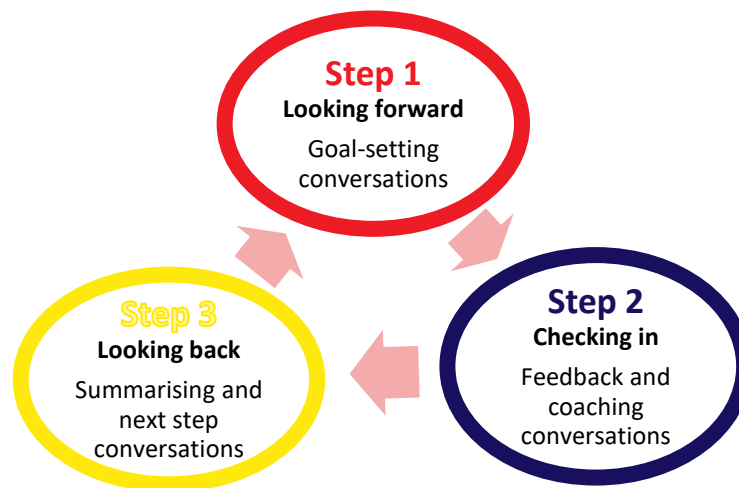 Step 1
Looking forward
Goal-setting
conversations
Step 2
Checking in
Feedback and
coaching
conversations
Step 3
Looking back
Summarising and
next step
conversations